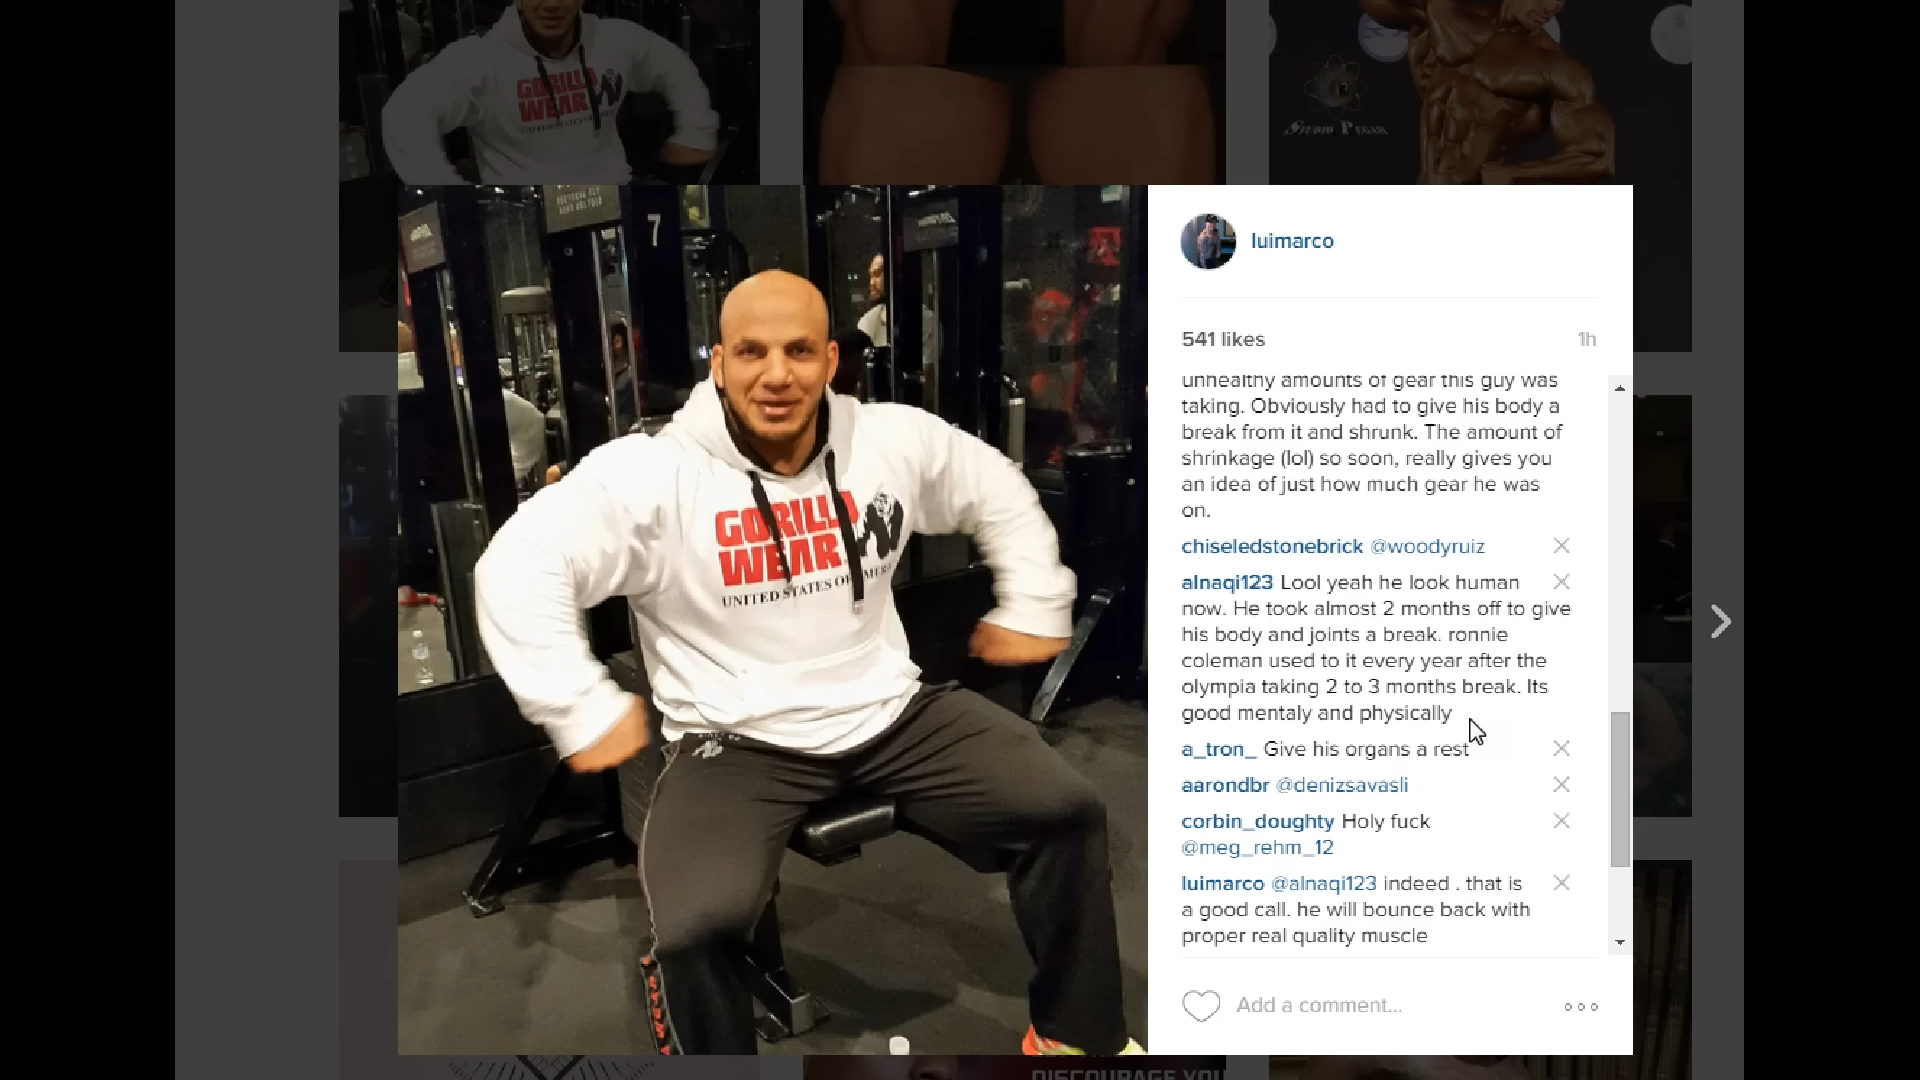 GORILLA
WEAR
STUDIO
7
GORILLA
WEAR
UNITED STATES OF
luimarco
541 likes
1h
unhealthy amounts of gear this guy was
taking. Obviously had to give his body a
break from it and shrunk. The amount of
shrinkage (lol) so soon, really gives you
an idea of just how much gear he was
on.
chiseledstonebrick @woodyruiz
alnaqi123 Lool yeah he look human
now. He took almost 2 months off to give
his body and joints a break. ronnie
coleman used to it every year after the
olympia taking 2 to 3 months break. Its
good mentaly and physically
a_tron_ Give his organs a rest
aarondbr @denizsavasli
corbin_doughty Holy fuck
@meg_rehm_12
luimarco @alnaqi123 indeed . that is
a good call. he will bounce back with
proper real quality muscle
Add a comment...
DISCOURAGE YOU